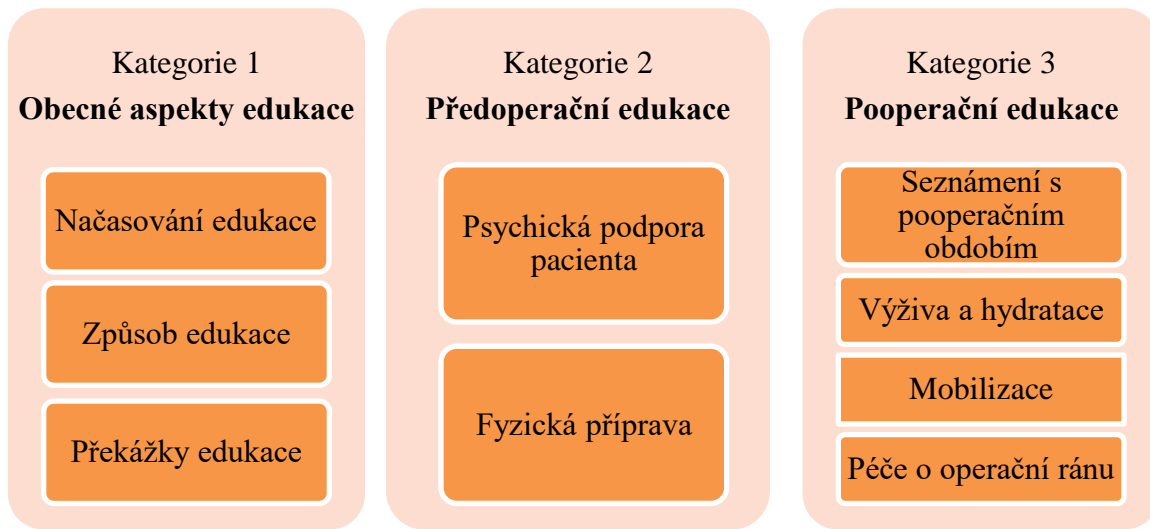 Kategorie 1
Obecné aspekty edukace
Načasování edukace
Způsob edukace
Překážky edukace
Kategorie 2
Předoperační edukace
Psychická podpora
pacienta
Fyzická příprava
Kategorie 3
Pooperační edukace
Seznámení s
pooperačním
obdobím
Výživa a hydratace
Mobilizace
Péče o operační ránu